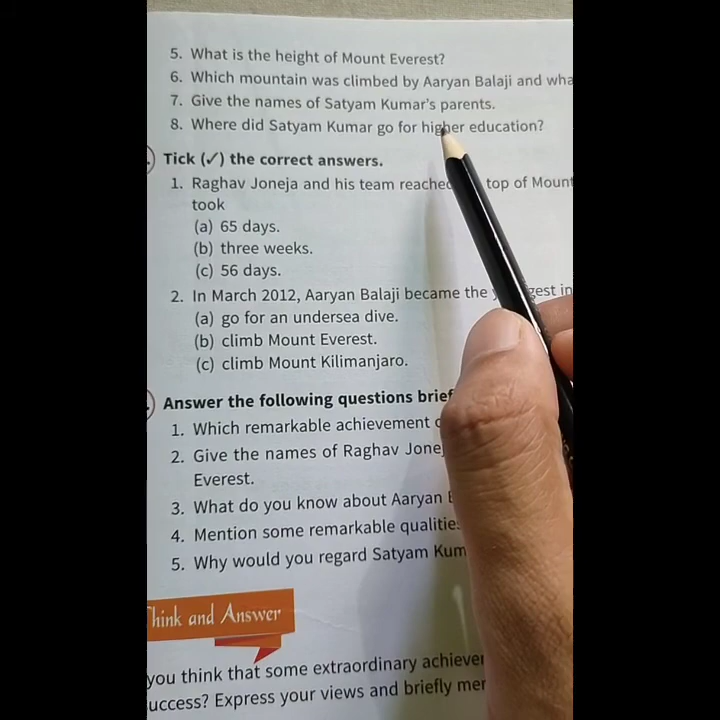 5. What is the height of Mount Everest?
6. Which mountain was climbed by Aaryan Balaji and wha
7. Give the names of Satyam Kumar's parents.
8. Where did Satyam Kumar go for higher education?
Tick (✓) the correct answers.
1. Raghav Joneja and his team reached top of Mount
took
(a) 65 days.
(b) three weeks.
(c) 56 days.
2. In March 2012, Aaryan Balaji became the
(a) go for an undersea dive.
(b) climb Mount Everest.
(c) climb Mount Kilimanjaro.
Answer the following questions brief
1. Which remarkable achievement
2. Give the names of Raghav Jone
Everest.
3. What do you know about Aaryan
4. Mention some remarkable qualitie
5. Why would you regard Satyam Kum
Think and Answer
you think that some extraordinary achieve
uccess? Express your views and briefly mer